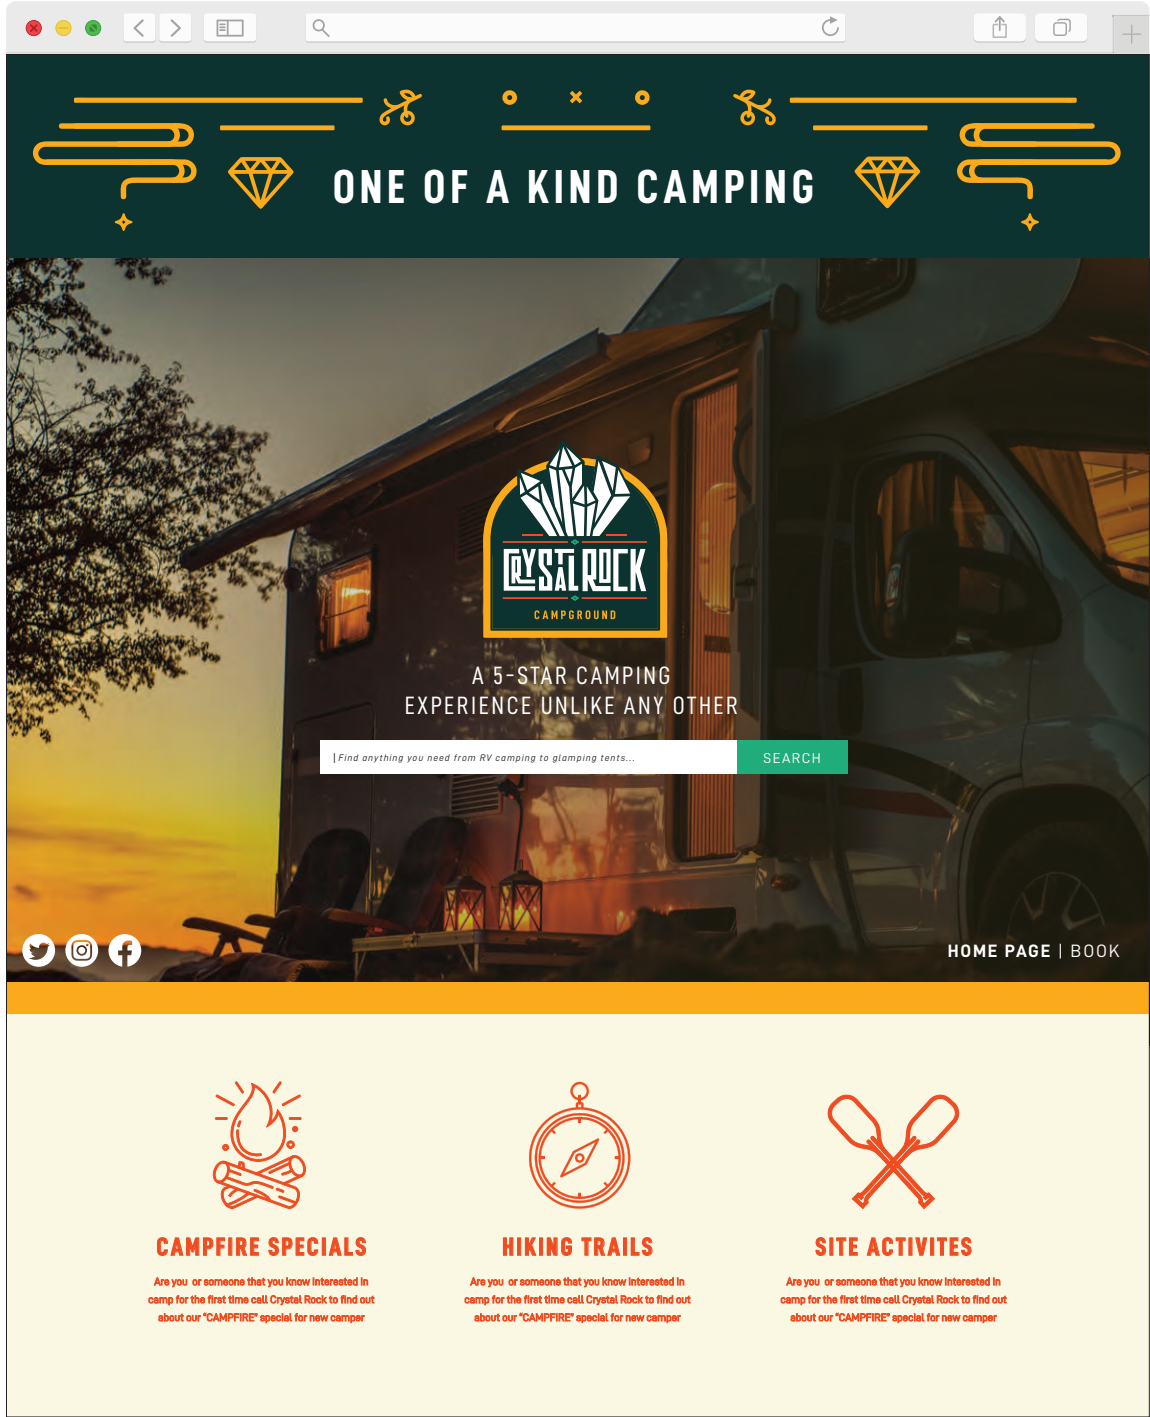 ONE OF A KIND CAMPING
CRYSTAL ROCK
CAMPGROUND
A 5-STAR CAMPING
EXPERIENCE UNLIKE ANY OTHER
| Find anything you need from RV camping to glamping tents...
SEARCH
HOME PAGE | BOOK
CAMPFIRE SPECIALS
Are you or someone that you know interested in
camp for the first time call Crystal Rock to find out
about our “CAMPFIRE” special for new camper
HIKING TRAILS
Are you or someone that you know interested in
camp for the first time call Crystal Rock to find out
about our “CAMPFIRE” special for new camper
SITE ACTIVITES
Are you or someone that you know interested in
camp for the first time call Crystal Rock to find out
about our “CAMPFIRE” special for new camper